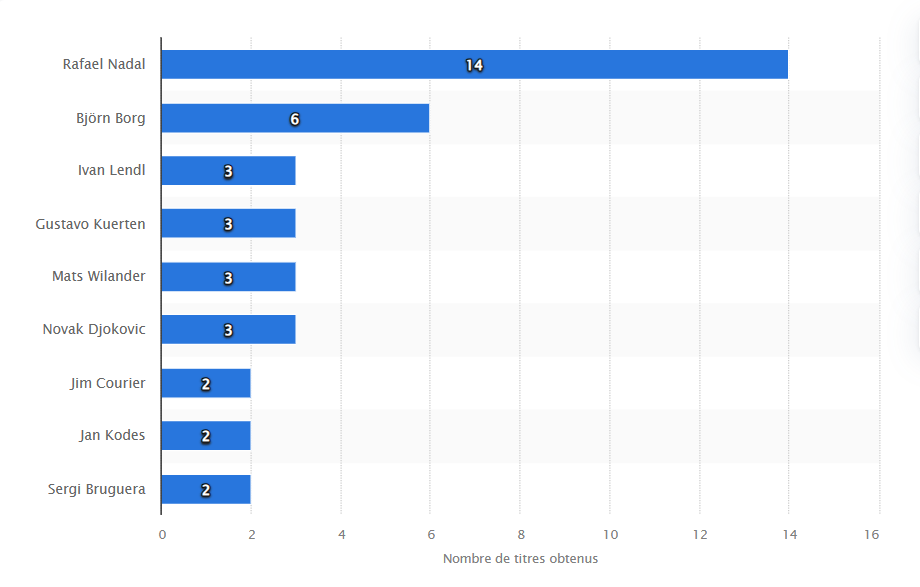 Rafael Nadal 14
Björn Borg 6
Ivan Lendl 3
Gustavo Kuerten 3
Mats Wilander 3
Novak Djokovic 3
Jim Courier 2
Jan Kodes 2
Sergi Bruguera 2
0 2 4 6 8 10 12 14 16
Nombre de titres obtenus